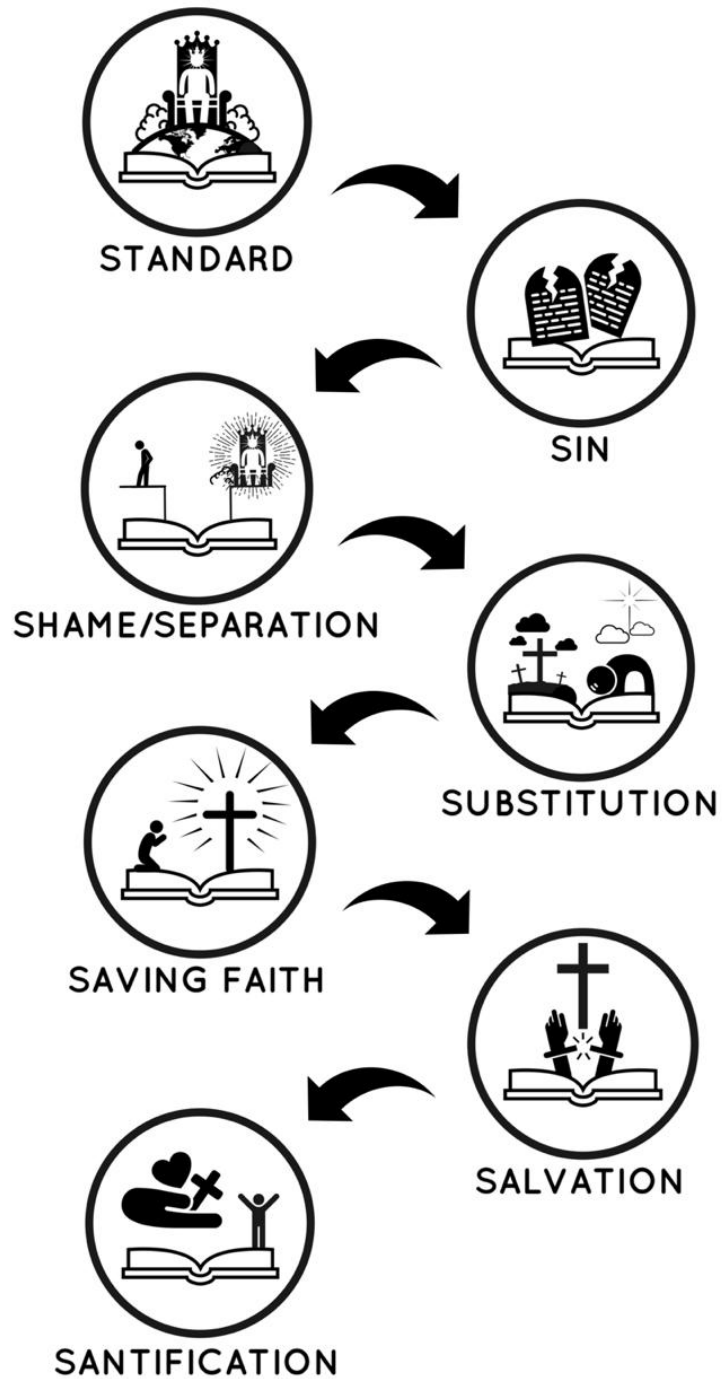 STANDARD
SIN
SHAME/SEPARATION
SUBSTITUTION
SAVING FAITH
SALVATION
SANTIFICATION